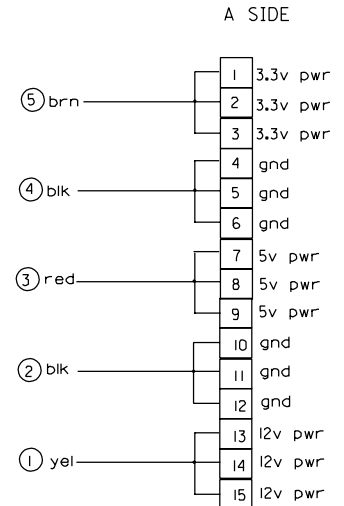 A SIDE
1 3.3v pwr
5 brn 2 3.3v pwr
3 3.3v pwr
4 gnd
4 blk 5 gnd
6 gnd
7 5v pwr
3 red 8 5v pwr
9 5v pwr
10 gnd
2 blk 11 gnd
12 gnd
13 12v pwr
1 yel 14 12v pwr
15 12v pwr